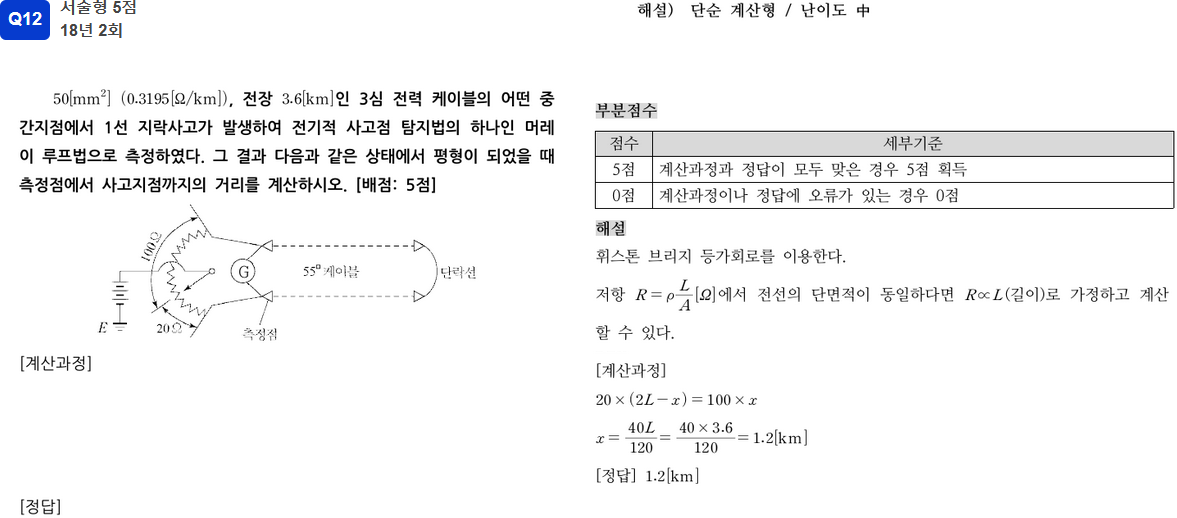 Q12
서술형 5점
18년 2회
50[mm²] (0.3195[Ω/km]), 전장 3.6[km]인 3심 전력 케이블의 어떤 중
간지점에서 1선 지락사고가 발생하여 전기적 사고점 탐지법의 하나인 머레
이 루프법으로 측정하였다. 그 결과 다음과 같은 상태에서 평형이 되었을 때
측정점에서 사고지점까지의 거리를 계산하시오. [배점: 5점]
100Ω
G
55° 케이블
단락선
E
20Ω
측정점
[계산과정]
[정답]
해설) 단순 계산형 / 난이도 中
부분점수
점수 세부기준
5점 계산과정과 정답이 모두 맞은 경우 5점 획득
0점 계산과정이나 정답에 오류가 있는 경우 0점
해설
휘스톤 브리지 등가회로를 이용한다.
저항 R=ρL/A[Ω]에서 전선의 단면적이 동일하다면 R∝L(길이)로 가정하고 계산
할 수 있다.
[계산과정]
20×(2L−x)=100×x
x = 40L/120 = 40×3.6/120 = 1.2[km]
[정답] 1.2[km]